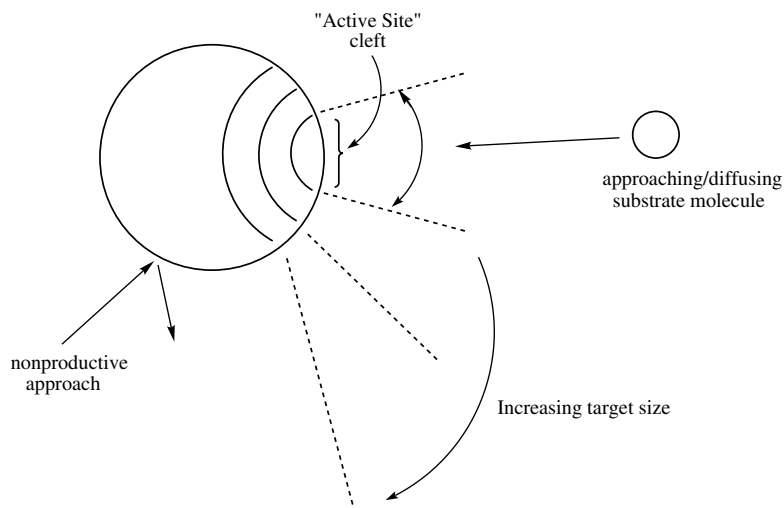 "Active Site"
cleft
approaching/diffusing
substrate molecule
nonproductive
approach
Increasing target size